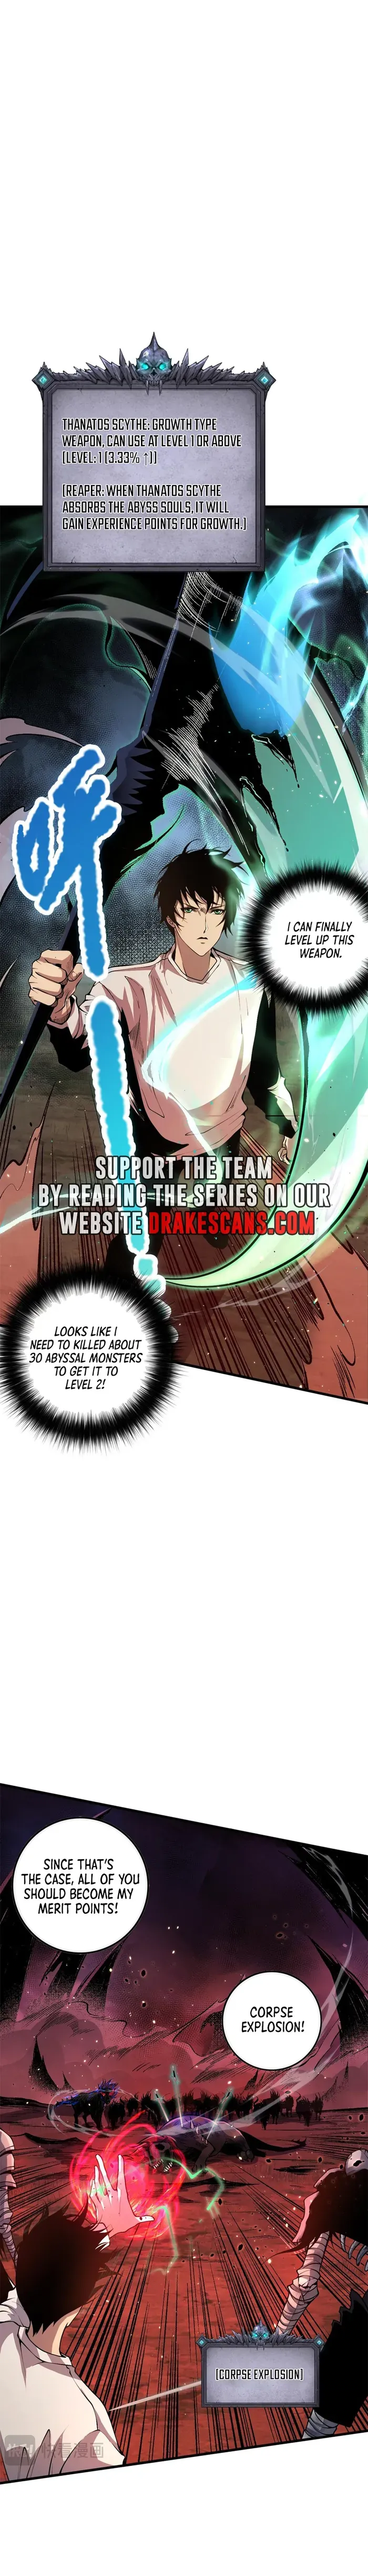 THANATOS SCYTHE: GROWTH TYPE
WEAPON, CAN USE AT LEVEL 1 OR ABOVE
[LEVEL: 1 (3.33% ↑)]
[REAPER: WHEN THANATOS SCYTHE
ABSORBS THE ABYSS SOULS, IT WILL
GAIN EXPERIENCE POINTS FOR GROWTH.]
I CAN FINALLY
LEVEL UP THIS
WEAPON.
SUPPORT THE TEAM
BY READING THE SERIES ON OUR
WEBSITE DRAKESCANS.COM
LOOKS LIKE I
NEED TO KILLED ABOUT
30 ABYSSAL MONSTERS
TO GET IT TO
LEVEL 2!
SINCE THAT'S
THE CASE, ALL OF YOU
SHOULD BECOME MY
MERIT POINTS!
CORPSE
EXPLOSION!
[CORPSE EXPLOSION]
快看漫画